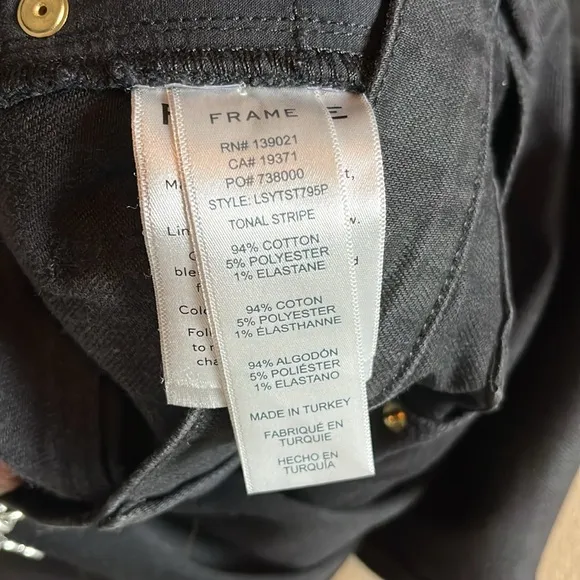 FRAME
RN# 139021
CA# 19371
PO# 738000
STYLE: LSYTST795P
TONAL STRIPE
94% COTTON
5% POLYESTER
1% ELASTANE
94% COTON
5% POLYESTER
1% ÉLASTHANNE
94% ALGODÓN
5% POLIÉSTER
1% ELASTANO
MADE IN TURKEY
FABRIQUÉ EN
TURQUIE
HECHO EN
TURQUÍA